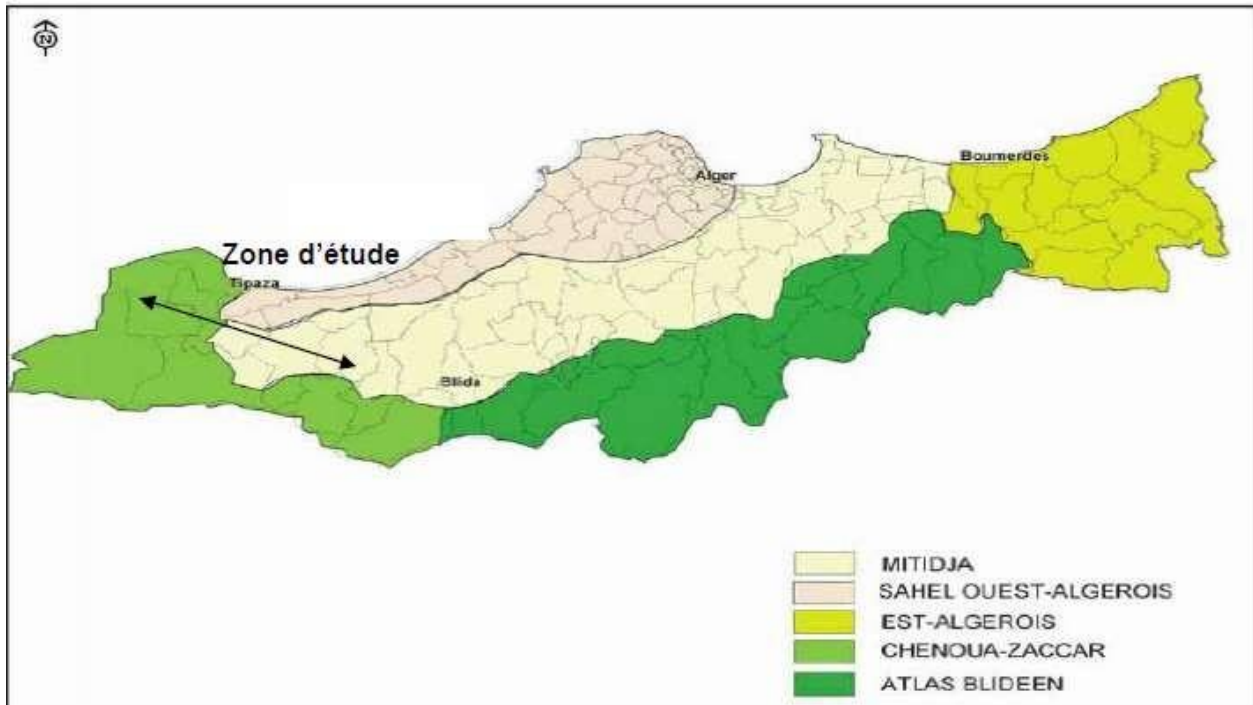 N
Boumerdes
Alger
Zone d'étude
Tipaza
Blida
MITIDJA
SAHEL OUEST-ALGEROIS
EST-ALGEROIS
CHENOUA-ZACCAR
ATLAS BLIDEEN